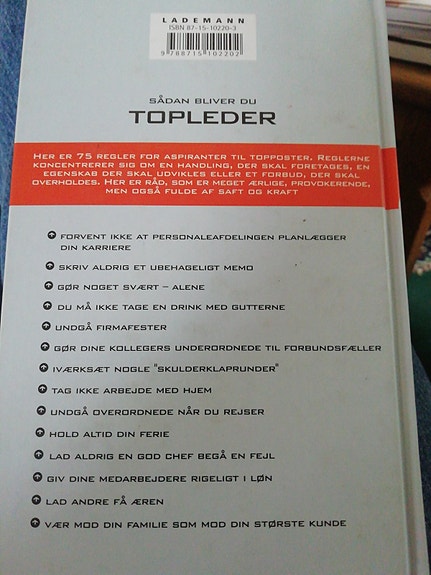 LADEMANN
ISBN 87-15-10220-3
9 788715 102202
SÅDAN BLIVER DU
TOPLEDER
HER ER 75 REGLER FOR ASPIRANTER TIL TOPPOSTER. REGLERNE
KONCENTRERER SIG OM EN HANDLING, DER SKAL FORETAGES, EN
EGENSKAB DER SKAL UDVIKLES ELLER ET FORBUD, DER SKAL
OVERHOLDES. HER ER RÅD, SOM ER MEGET ÆRLIGE, PROVOKERENDE,
MEN OGSÅ FULDE AF SAFT OG KRAFT
FORVENT IKKE AT PERSONALEAFDELINGEN PLANLÆGGER
DIN KARRIERE
SKRIV ALDRIG ET UBEHAGELIGT MEMO
GØR NOGET SVÆRT – ALENE
DU MÅ IKKE TAGE EN DRINK MED GUTTERNE
UNDGÅ FIRMAFESTER
GØR DINE KOLLEGERS UNDERORDNEDE TIL FORBUNDSFÆLLER
IVÆRKSÆT NOGLE "SKULDERKLAPRUNDER"
TAG IKKE ARBEJDE MED HJEM
UNDGÅ OVERORDNEDE NÅR DU REJSER
HOLD ALTID DIN FERIE
LAD ALDRIG EN GOD CHEF BEGÅ EN FEJL
GIV DINE MEDARBEJDERE RIGELIGT I LØN
LAD ANDRE FÅ ÆREN
VÆR MOD DIN FAMILIE SOM MOD DIN STØRSTE KUNDE